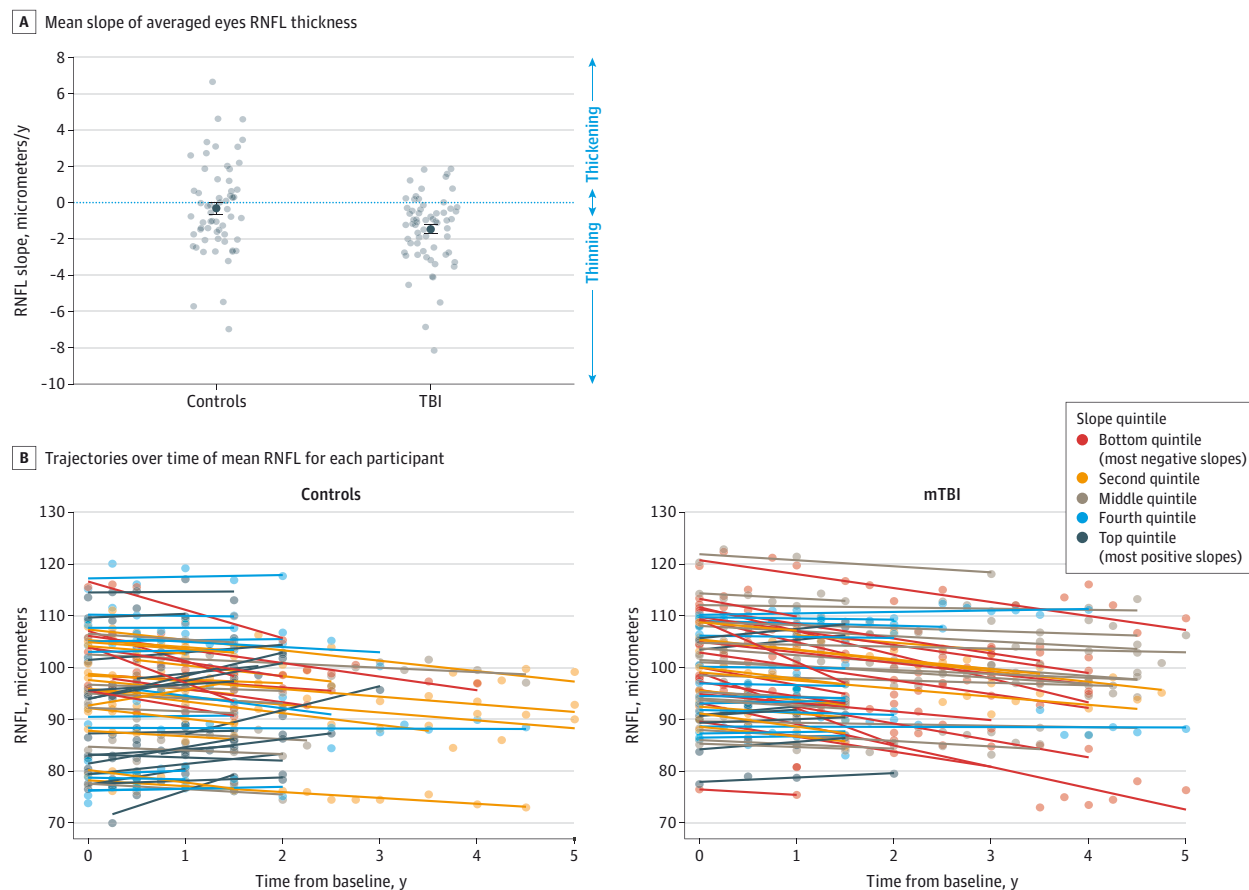 A Mean slope of averaged eyes RNFL thickness
8
6
4
2
0
-2
-4
-6
-8
-10
RNFL slope, micrometers/y
Controls
TBI
Thickening
Thinning
Slope quintile
Bottom quintile
(most negative slopes)
Second quintile
Middle quintile
Fourth quintile
Top quintile
(most positive slopes)
B Trajectories over time of mean RNFL for each participant
Controls
130
120
110
100
90
80
70
RNFL, micrometers
0 1 2 3 4 5
Time from baseline, y
mTBI
130
120
110
100
90
80
70
RNFL, micrometers
0 1 2 3 4 5
Time from baseline, y